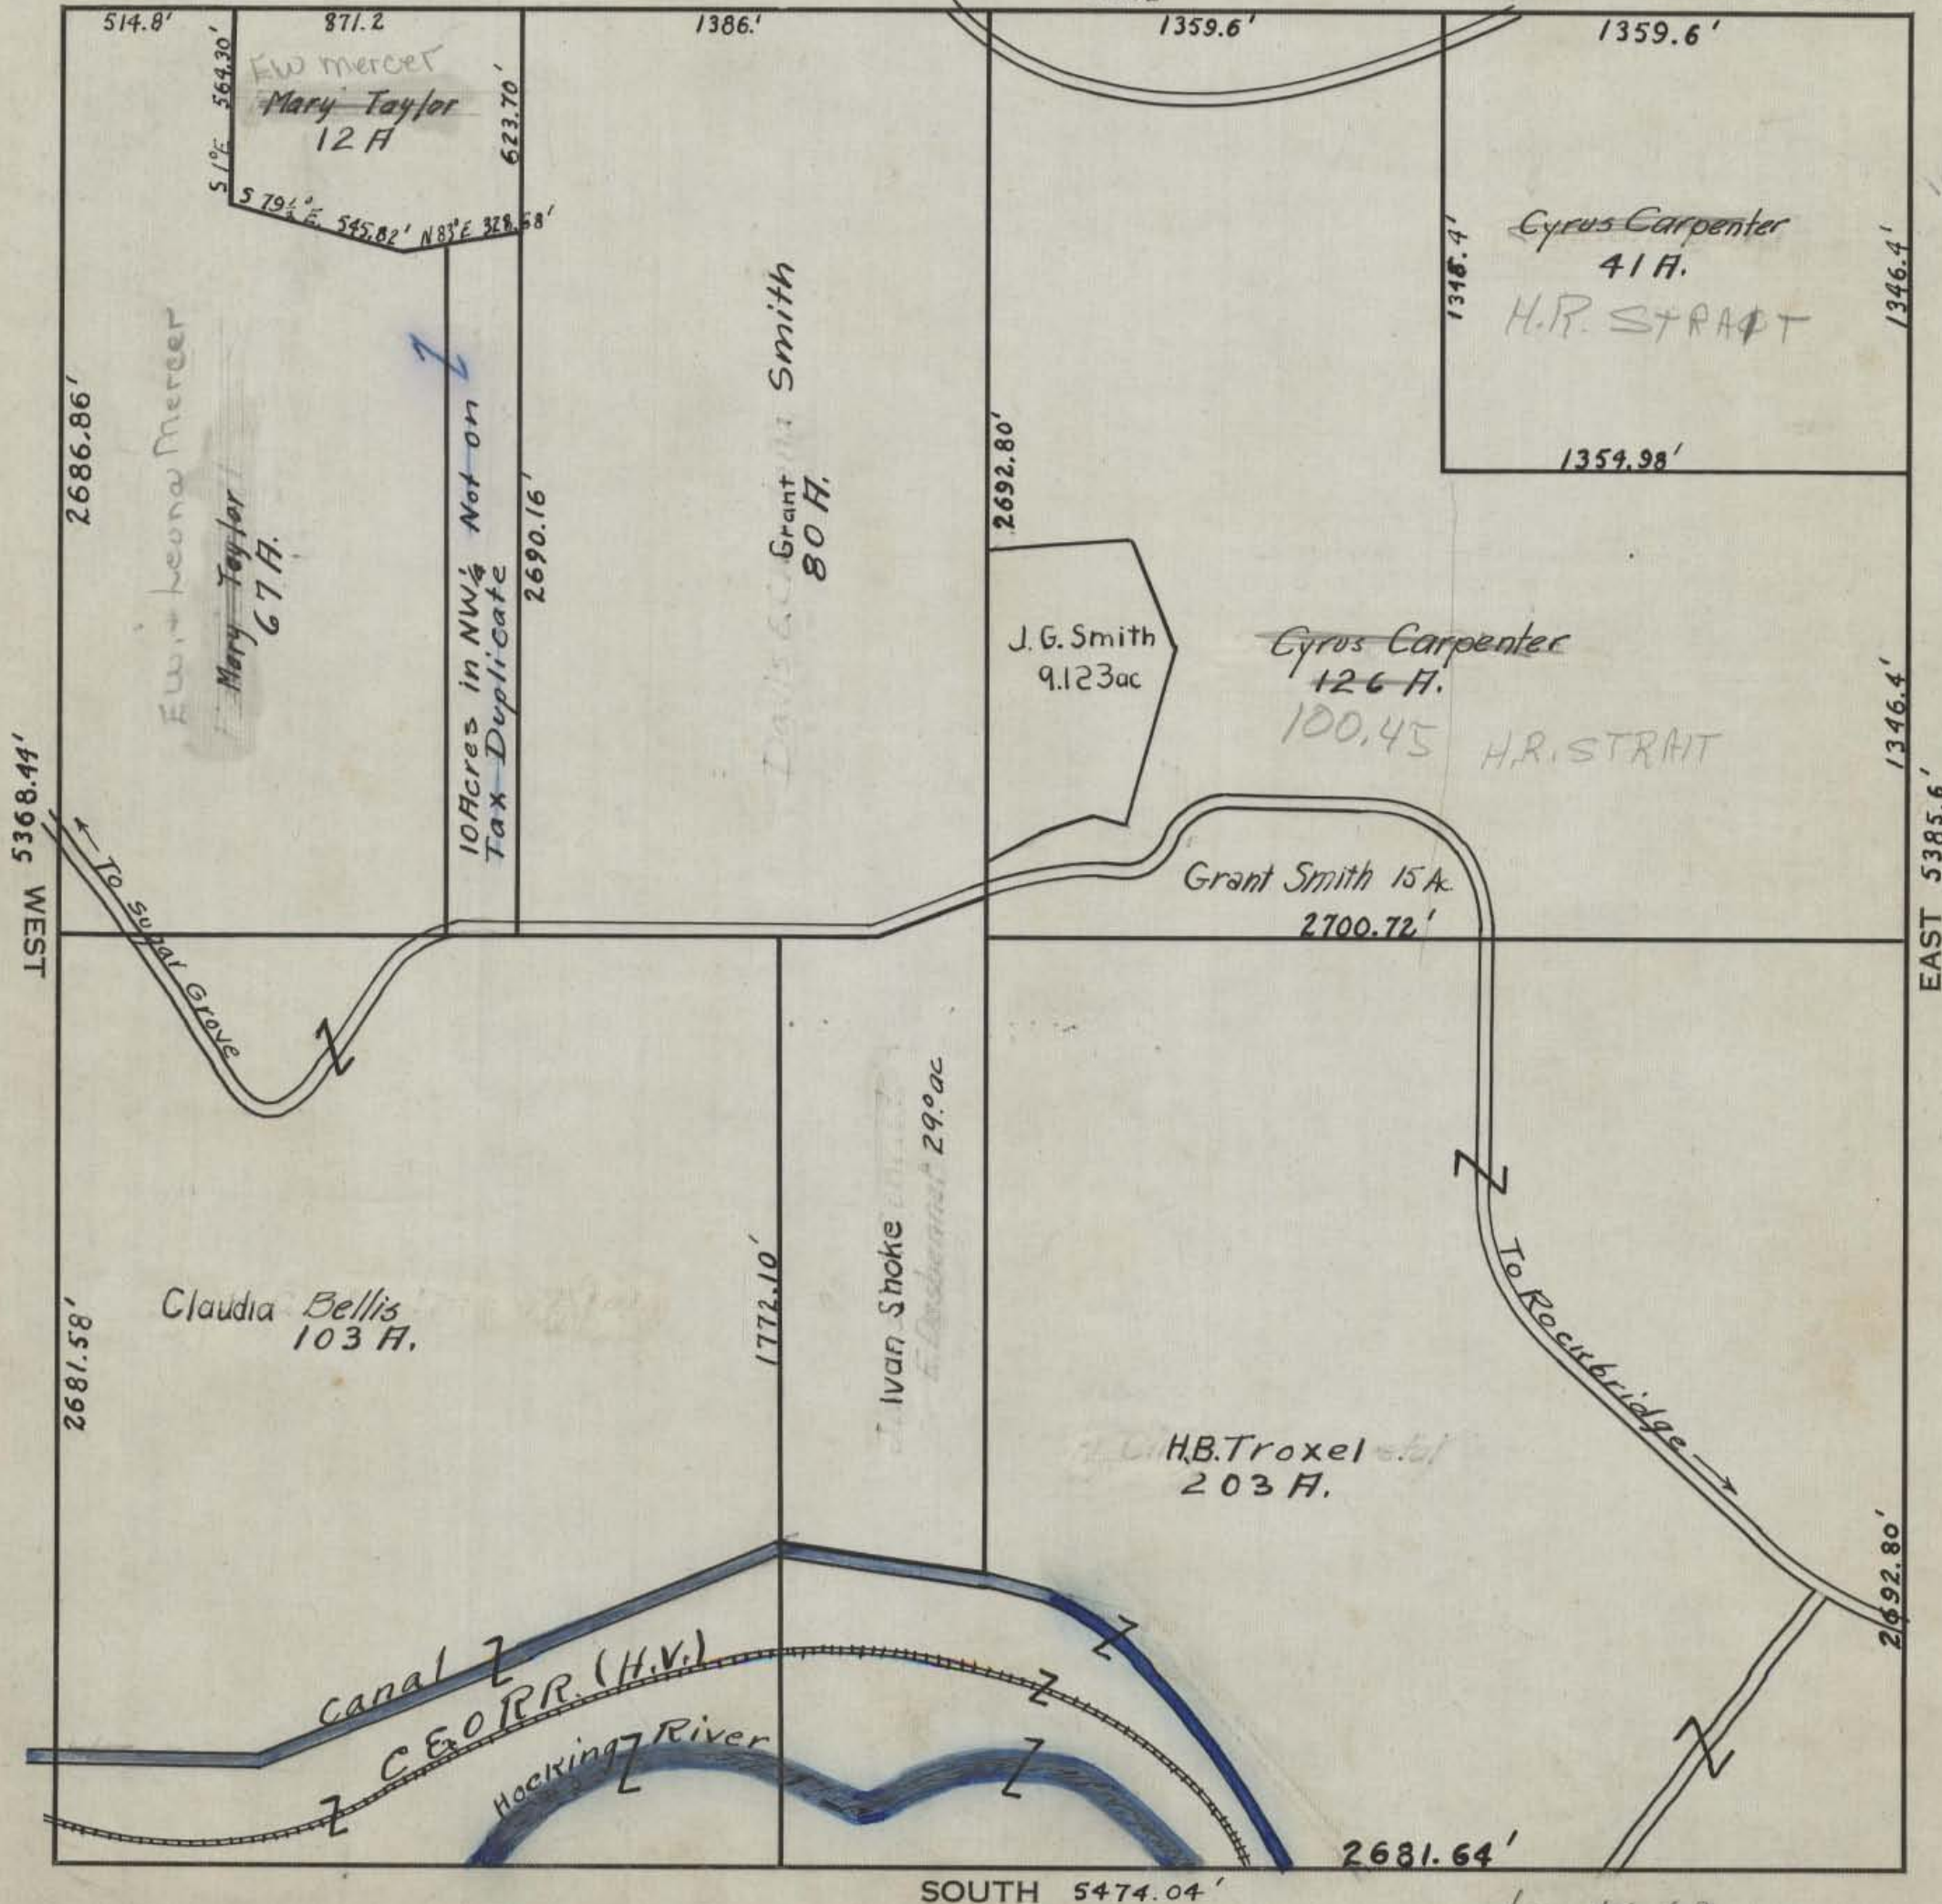 514.8'
871.2
1386.'
1359.6'
1359.6'
S 1°E 564.30'
EW mercer
Mary Taylor
12 A
623.70'
S 79½° E. 545.82'
N 83°E 328.68'
2686.86'
E.W. + Leona Mercer
Mary Taylor
67 A.
10 Acres in NW¼ Not on
Tax Duplicate
2690.16'
Grant Smith
80 A.
2692.80'
Cyrus Carpenter
41 A.
H.R. STRAIT
1346.4'
1354.98'
J.G. Smith
9.123ac
Cyrus Carpenter
126 A.
100.45 H.R. STRAIT
1346.4'
WEST 5368.44'
EAST 5385.6'
To Sugar Grove
Grant Smith 15 Ac.
2700.72'
2681.58'
Claudia Bellis
103 A.
1772.10'
Ivan Shoke
29.0 ac
H.B. Troxel
203 A.
To Rockbridge
2692.80'
Canal
C & O R.R. (H.V.)
Hocking River
2681.64'
SOUTH 5474.04'